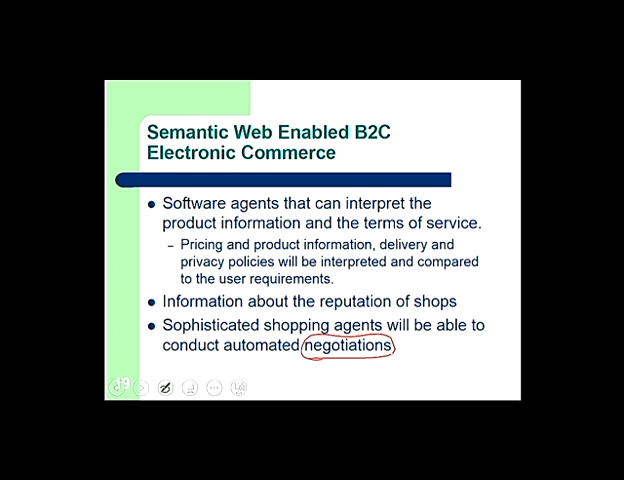 Semantic Web Enabled B2C
Electronic Commerce
Software agents that can interpret the
product information and the terms of service.
– Pricing and product information, delivery and
privacy policies will be interpreted and compared
to the user requirements.
Information about the reputation of shops
Sophisticated shopping agents will be able to
conduct automated negotiations
19